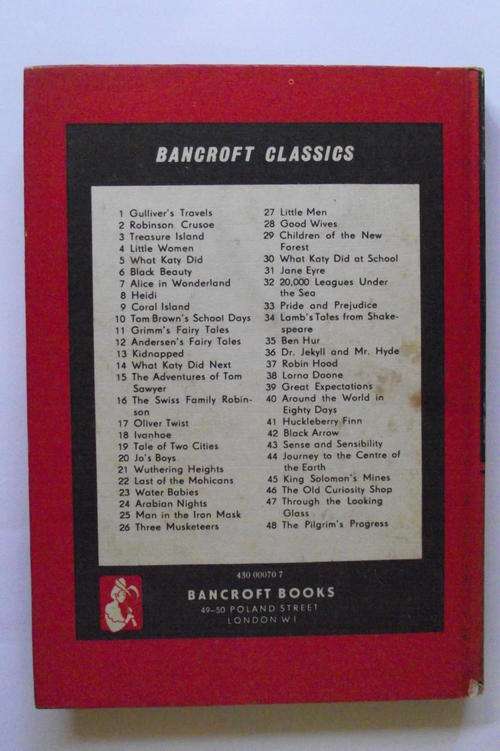 BANCROFT CLASSICS
1 Gulliver's Travels
2 Robinson Crusoe
3 Treasure Island
4 Little Women
5 What Katy Did
6 Black Beauty
7 Alice in Wonderland
8 Heidi
9 Coral Island
10 Tom Brown's School Days
11 Grimm's Fairy Tales
12 Andersen's Fairy Tales
13 Kidnapped
14 What Katy Did Next
15 The Adventures of Tom
Sawyer
16 The Swiss Family Robin-
son
17 Oliver Twist
18 Ivanhoe
19 Tale of Two Cities
20 Jo's Boys
21 Wuthering Heights
22 Last of the Mohicans
23 Water Babies
24 Arabian Nights
25 Man in the Iron Mask
26 Three Musketeers
27 Little Men
28 Good Wives
29 Children of the New
Forest
30 What Katy Did at School
31 Jane Eyre
32 20,000 Leagues Under
the Sea
33 Pride and Prejudice
34 Lamb's Tales from Shake-
speare
35 Ben Hur
36 Dr. Jekyll and Mr. Hyde
37 Robin Hood
38 Lorna Doone
39 Great Expectations
40 Around the World in
Eighty Days
41 Huckleberry Finn
42 Black Arrow
43 Sense and Sensibility
44 Journey to the Centre of
the Earth
45 King Solomon's Mines
46 The Old Curiosity Shop
47 Through the Looking
Glass
48 The Pilgrim's Progress
430 00070 7
BANCROFT BOOKS
49-50 POLAND STREET
LONDON W1